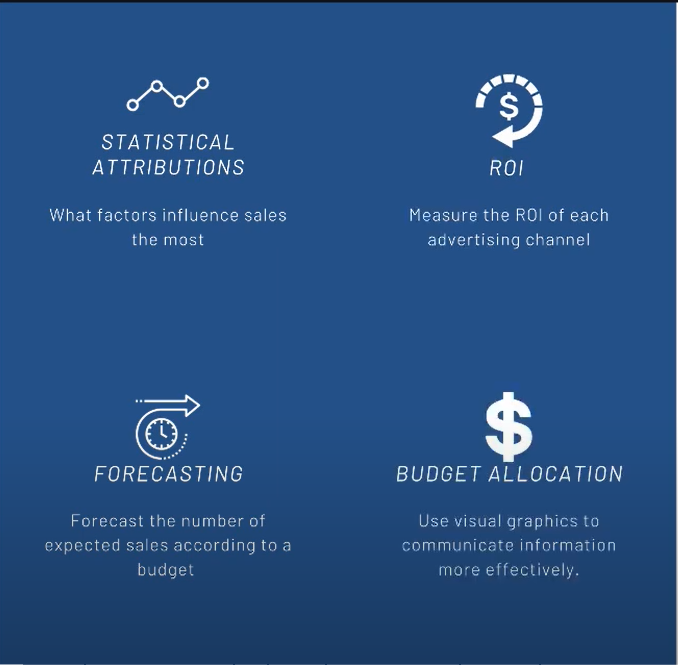 STATISTICAL
ATTRIBUTIONS
What factors influence sales
the most
$
ROI
Measure the ROI of each
advertising channel
FORECASTING
Forecast the number of
expected sales according to a
budget
$
BUDGET ALLOCATION
Use visual graphics to
communicate information
more effectively.